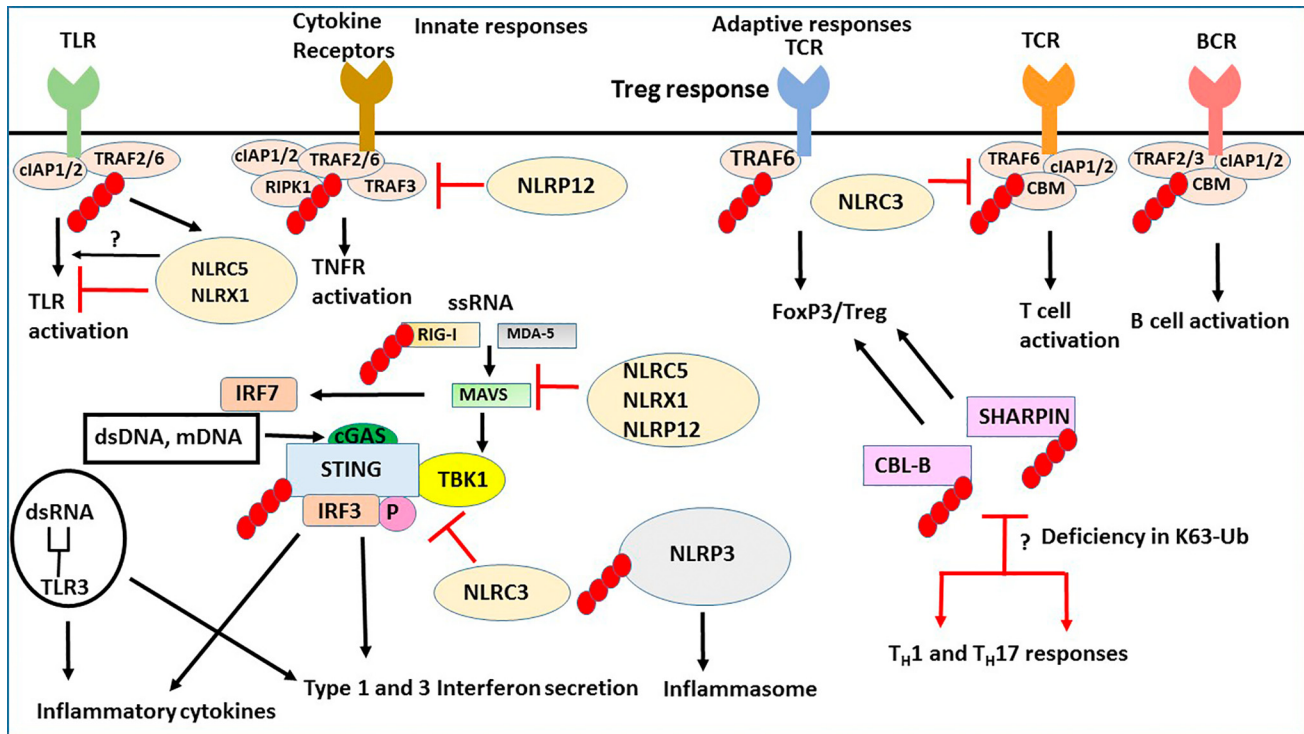 TLR
Cytokine
Receptors
Innate responses
Adaptive responses
TCR
Treg response
TCR
BCR
cIAP1/2
TRAF2/6
cIAP1/2
TRAF2/6
RIPK1
TRAF3
NLRP12
TRAF6
NLRC3
TRAF6
cIAP1/2
CBM
TRAF2/3
cIAP1/2
CBM
?
NLRC5
NLRX1
TLR
activation
TNFR
activation
FoxP3/Treg
T cell
activation
B cell activation
ssRNA
RIG-I
MDA-5
MAVS
NLRC5
NLRX1
NLRP12
IRF7
dsDNA, mDNA
cGAS
STING
TBK1
IRF3
P
dsRNA
TLR3
NLRC3
NLRP3
SHARPIN
CBL-B
? Deficiency in K63-Ub
TH1 and TH17 responses
Inflammatory cytokines
Type 1 and 3 Interferon secretion
Inflammasome